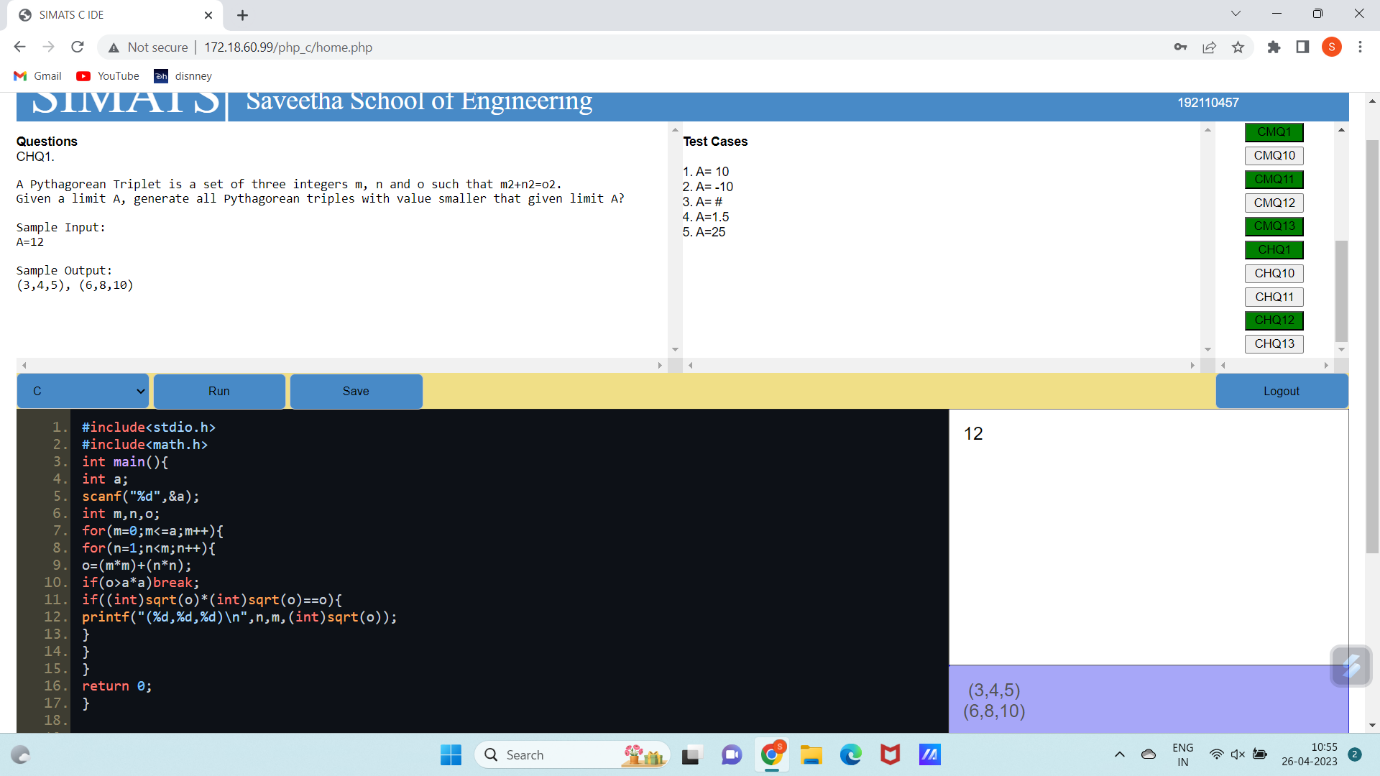 SIMATS C IDE
Not secure | 172.18.60.99/php_c/home.php
Gmail YouTube disnney
SIMATS Saveetha School of Engineering 192110457
Questions
CHQ1.
A Pythagorean Triplet is a set of three integers m, n and o such that m2+n2=o2.
Given a limit A, generate all Pythagorean triples with value smaller that given limit A?
Sample Input:
A=12
Sample Output:
(3,4,5), (6,8,10)
Test Cases
1. A= 10
2. A= -10
3. A= #
4. A=1.5
5. A=25
CMQ1
CMQ10
CMQ11
CMQ12
CMQ13
CHQ1
CHQ10
CHQ11
CHQ12
CHQ13
C Run Save Logout
1. #include<stdio.h>
2. #include<math.h>
3. int main(){
4. int a;
5. scanf("%d",&a);
6. int m,n,o;
7. for(m=0;m<=a;m++){
8. for(n=1;n<m;n++){
9. o=(m*m)+(n*n);
10. if(o>a*a)break;
11. if((int)sqrt(o)*(int)sqrt(o)==o){
12. printf("(%d,%d,%d)\n",n,m,(int)sqrt(o));
13. }
14. }
15. }
16. return 0;
17. }
18.
12
(3,4,5)
(6,8,10)
Search
ENG
IN
10:55
26-04-2023
2